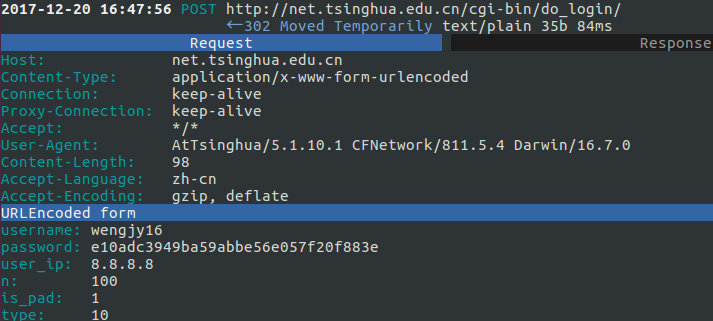 2017-12-20 16:47:56 POST http://net.tsinghua.edu.cn/cgi-bin/do_login/
←302 Moved Temporarily text/plain 35b 84ms
Request Response
Host: net.tsinghua.edu.cn
Content-Type: application/x-www-form-urlencoded
Connection: keep-alive
Proxy-Connection: keep-alive
Accept: */*
User-Agent: AtTsinghua/5.1.10.1 CFNetwork/811.5.4 Darwin/16.7.0
Content-Length: 98
Accept-Language: zh-cn
Accept-Encoding: gzip, deflate
URLEncoded form
username: wengjy16
password: e10adc3949ba59abbe56e057f20f883e
user_ip: 8.8.8.8
n: 100
is_pad: 1
type: 10